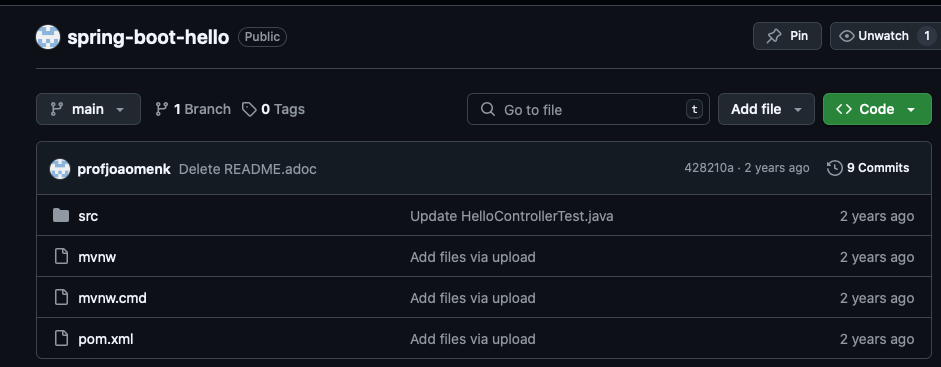 spring-boot-hello Public Pin Unwatch 1
main 1 Branch 0 Tags Go to file t Add file Code
profjoaomenk Delete README.adoc 428210a · 2 years ago 9 Commits
src Update HelloControllerTest.java 2 years ago
mvnw Add files via upload 2 years ago
mvnw.cmd Add files via upload 2 years ago
pom.xml Add files via upload 2 years ago